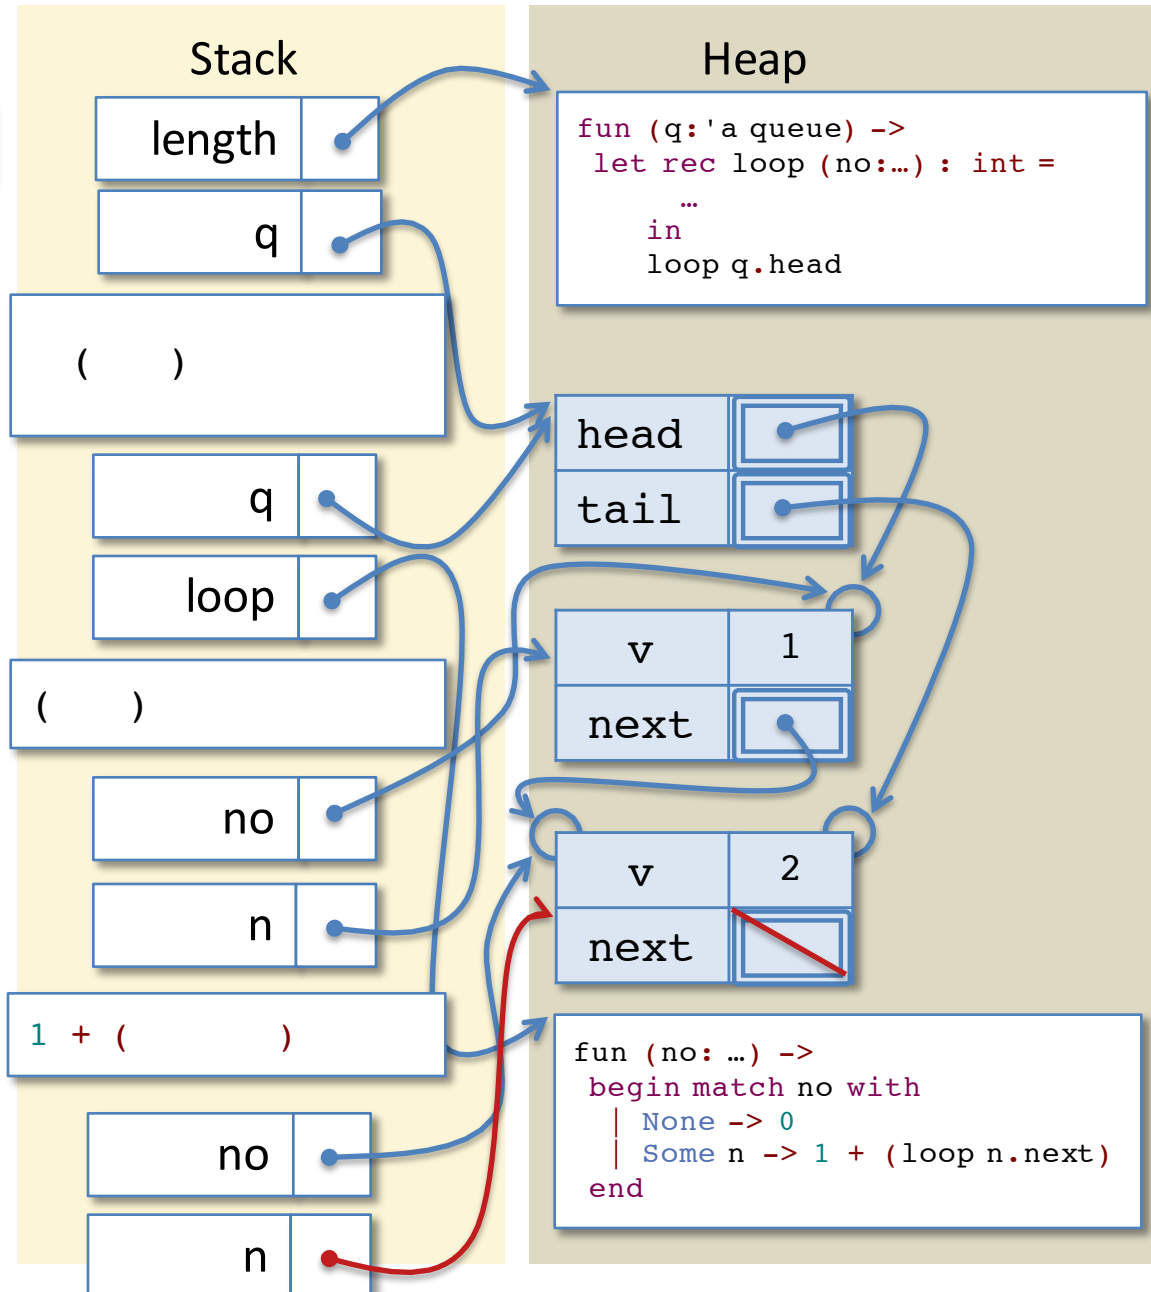 Stack
length
q
( )
q
loop
( )
no
n
1 + ( )
no
n
Heap
fun (q:'a queue) ->
let rec loop (no:…) : int =
…
in
loop q.head
head
tail
v 1
next
v 2
next
fun (no: …) ->
begin match no with
| None -> 0
| Some n -> 1 + (loop n.next)
end